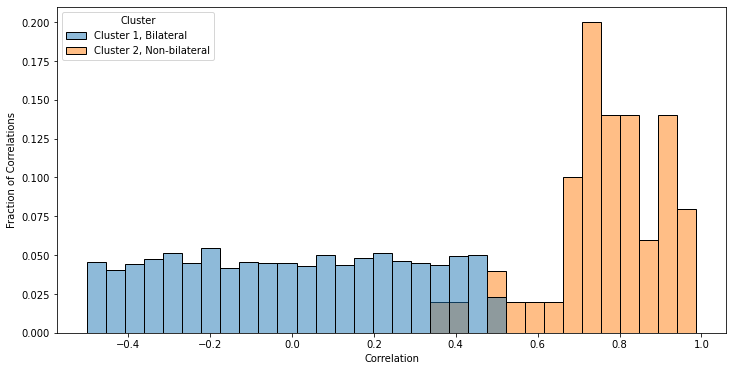 Cluster
Cluster 1, Bilateral
Cluster 2, Non-bilateral
Fraction of Correlations
0.200
0.175
0.150
0.125
0.100
0.075
0.050
0.025
0.000
−0.4 −0.2 0.0 0.2 0.4 0.6 0.8 1.0
Correlation